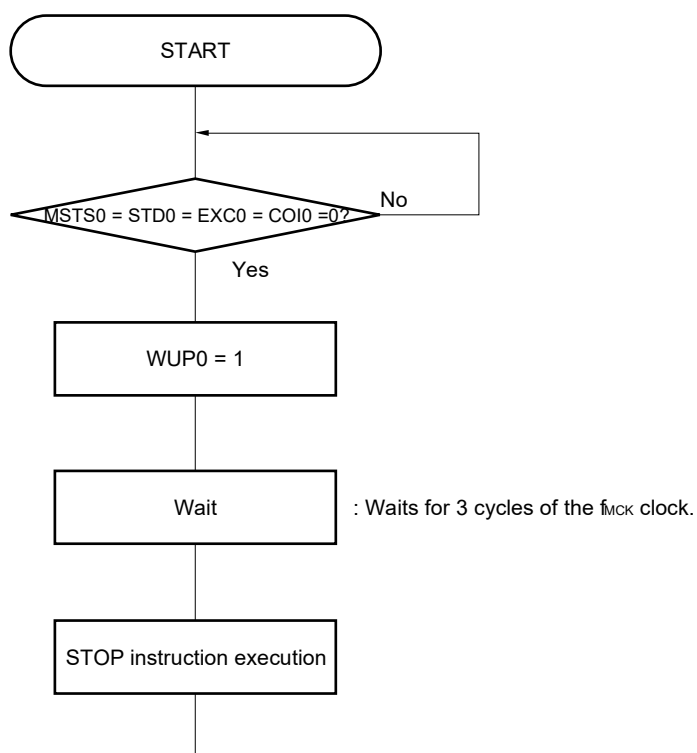 START
MSTS0 = STD0 = EXC0 = COI0 =0?
No
Yes
WUP0 = 1
Wait
: Waits for 3 cycles of the fMCK clock.
STOP instruction execution